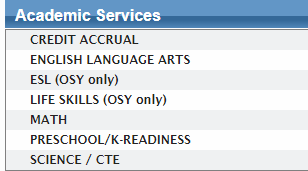 Academic Services
CREDIT ACCRUAL
ENGLISH LANGUAGE ARTS
ESL (OSY only)
LIFE SKILLS (OSY only)
MATH
PRESCHOOL/K-READINESS
SCIENCE / CTE